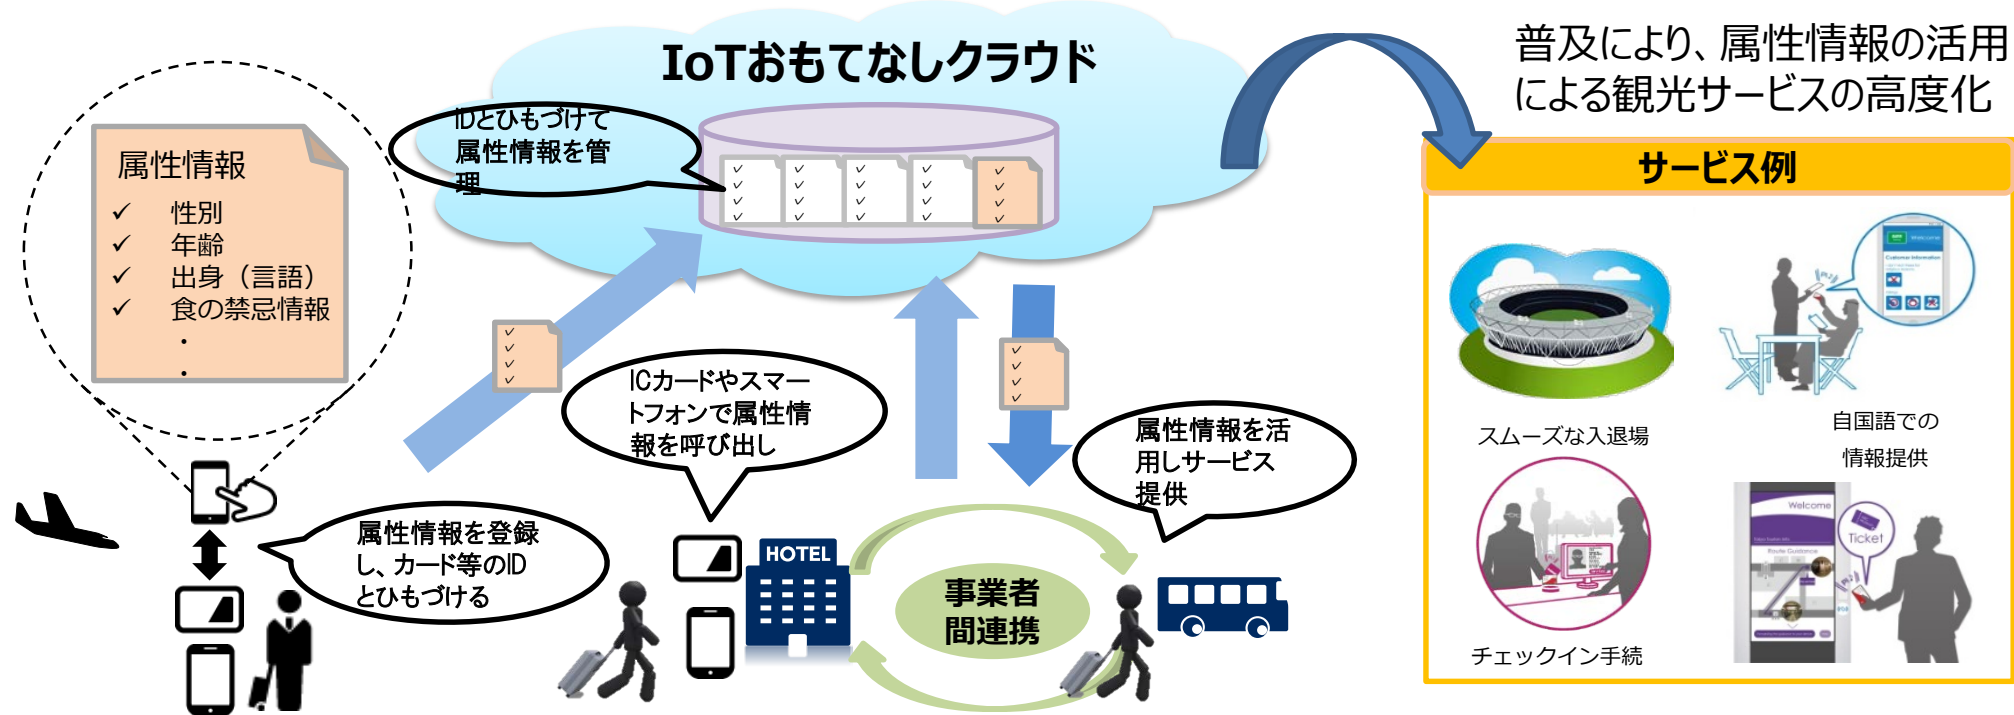 IoTおもてなしクラウド
普及により、属性情報の活用
による観光サービスの高度化
IDとひもづけて
属性情報を管
理
属性情報
✓ 性別
✓ 年齢
✓ 出身（言語）
✓ 食の禁忌情報
・
・
ICカードやスマー
トフォンで属性情
報を呼び出し
属性情報を活
用しサービス
提供
属性情報を登録
し、カード等のID
とひもづける
HOTEL
事業者
間連携
サービス例
Welcome
Customer Information
スムーズな入退場
自国語での
情報提供
チェックイン手続
Welcome
Ticket
Route Guidance